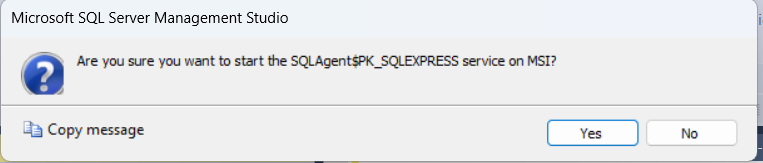 Microsoft SQL Server Management Studio
Are you sure you want to start the SQLAgent$PK_SQLEXPRESS service on MSI?
Copy message
Yes
No